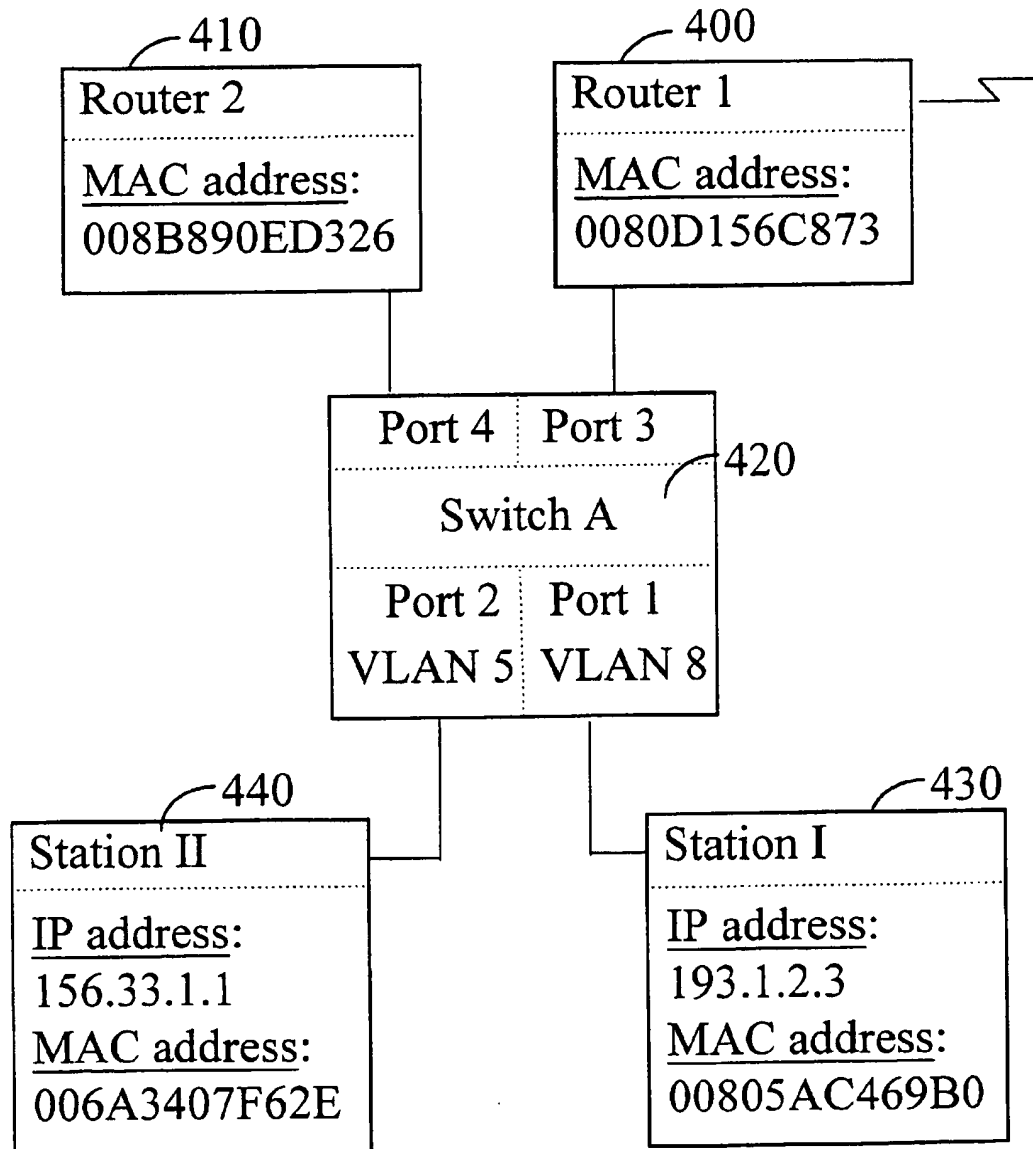 410
Router 2
MAC address:
008B890ED326
400
Router 1
MAC address:
0080D156C873
Port 4
Port 3
420
Switch A
Port 2
VLAN 5
Port 1
VLAN 8
440
Station II
IP address:
156.33.1.1
MAC address:
006A3407F62E
430
Station I
IP address:
193.1.2.3
MAC address:
00805AC469B0